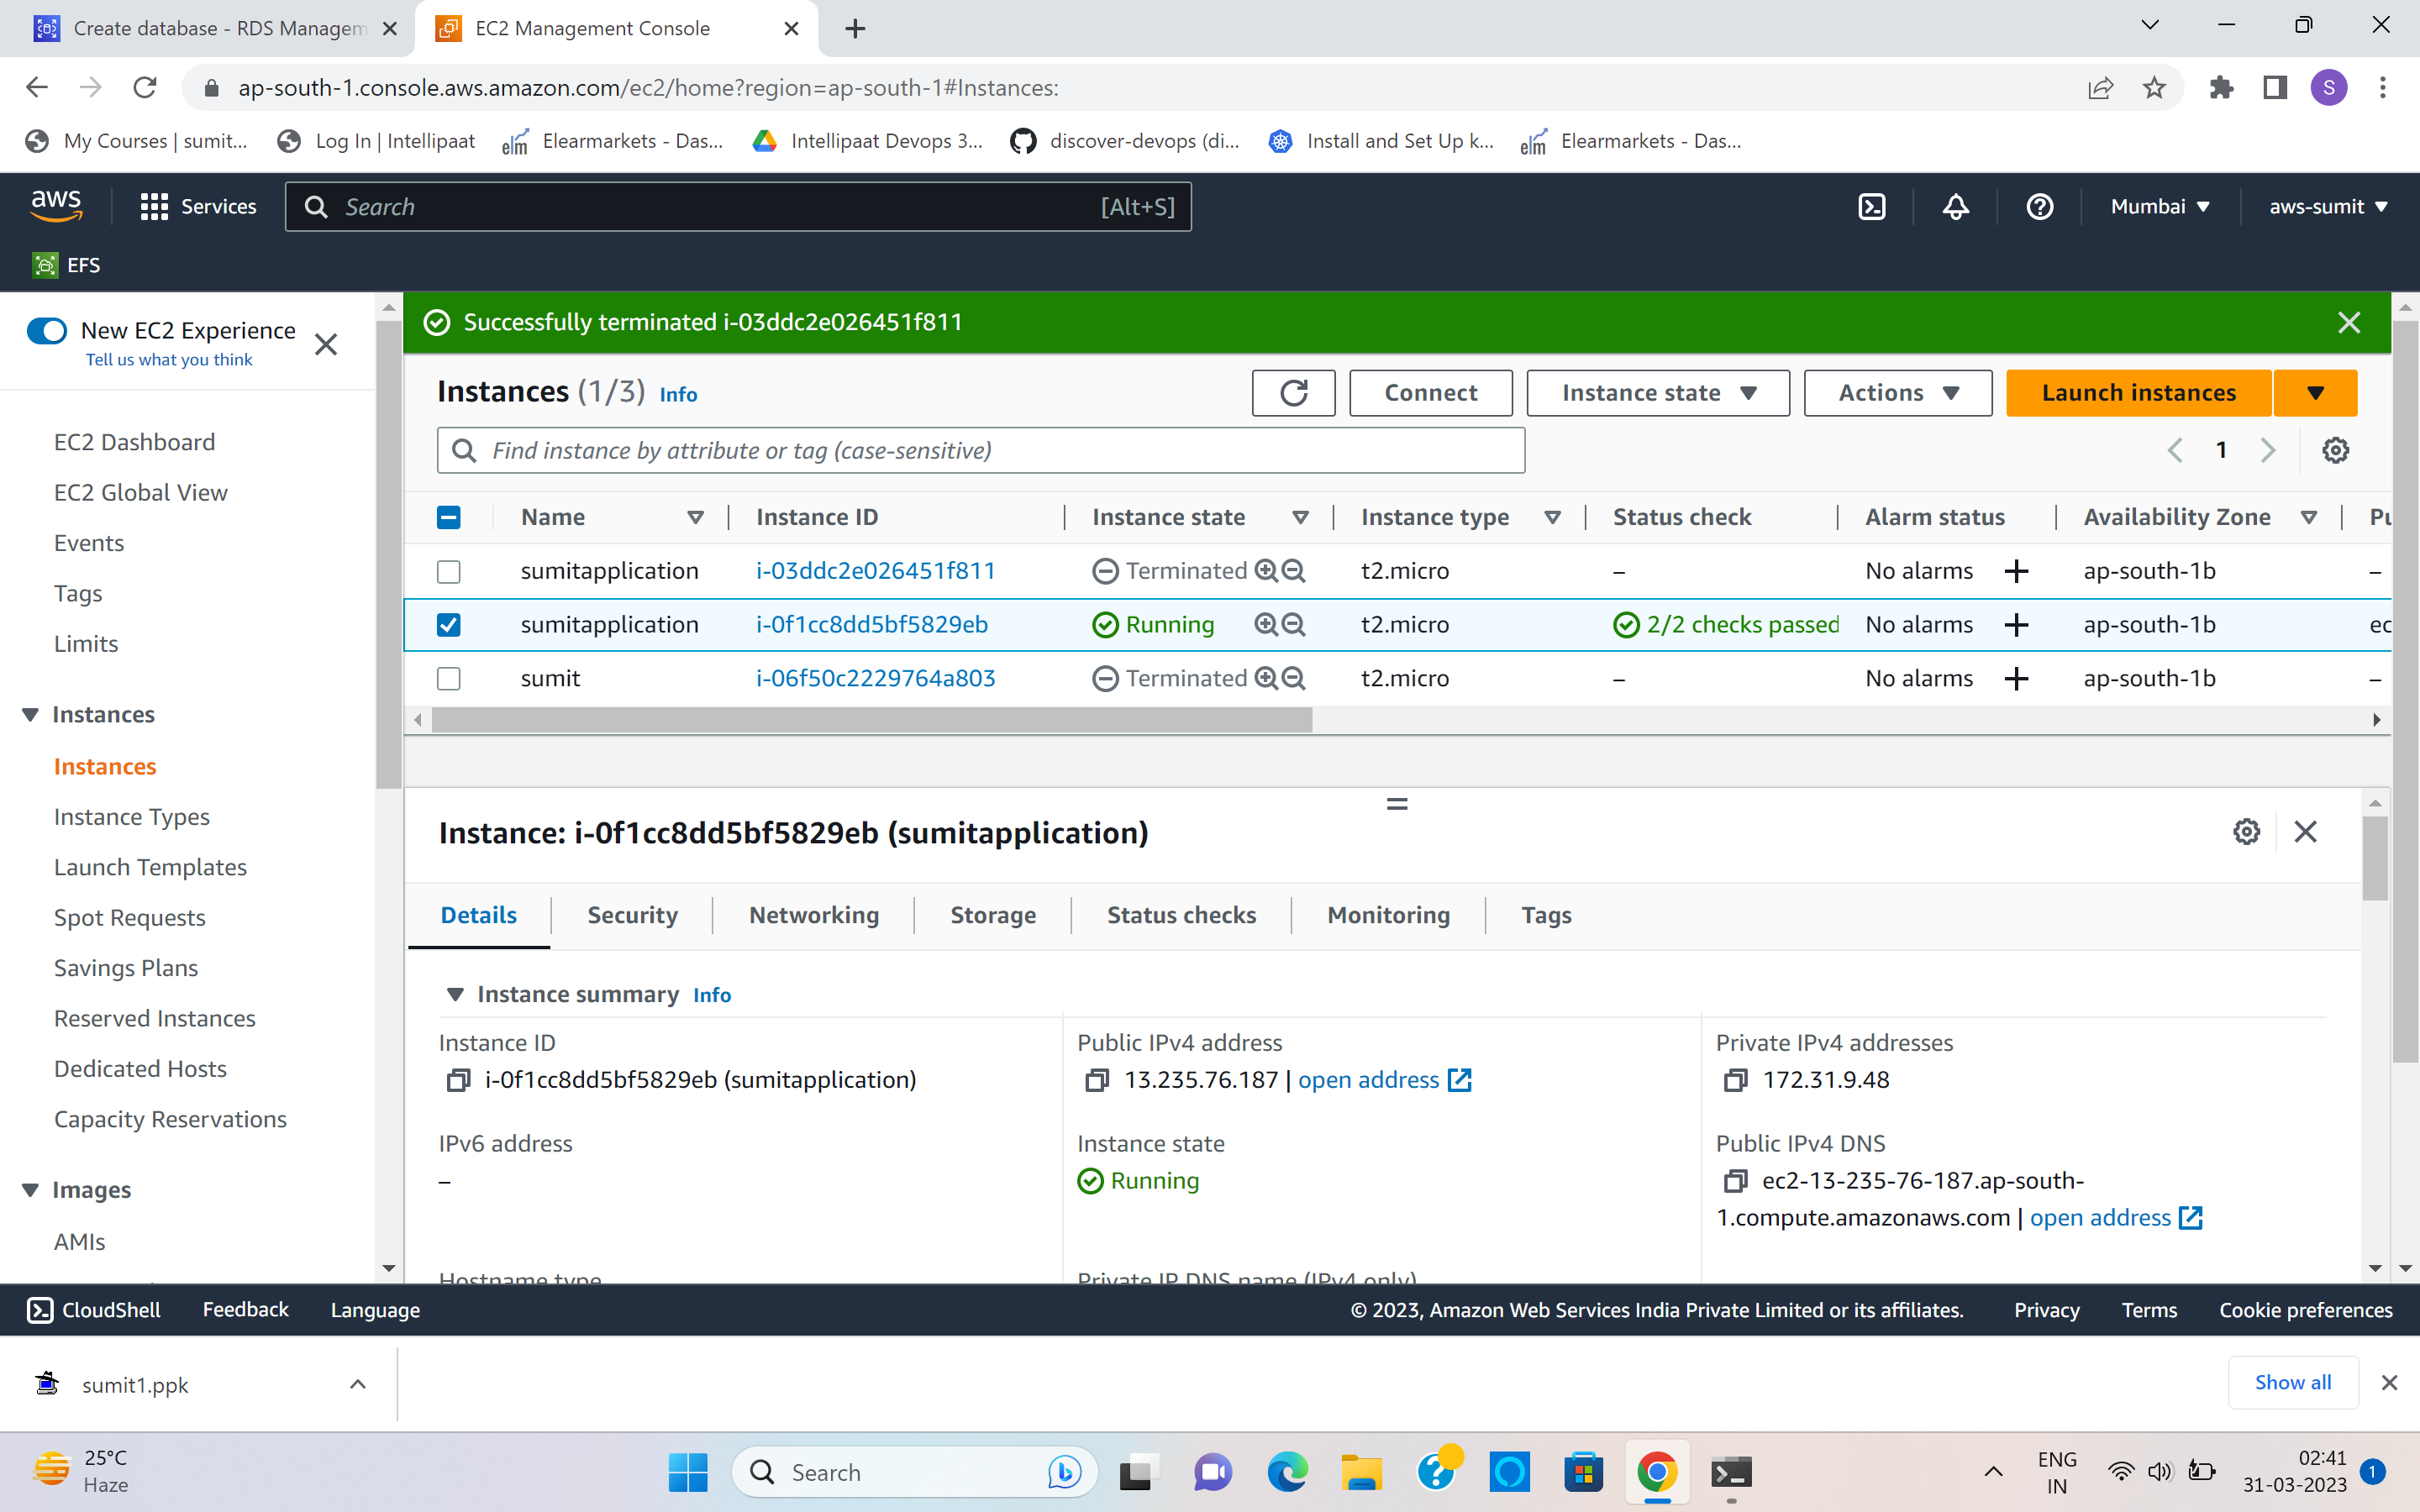 Create database - RDS Managem
EC2 Management Console
ap-south-1.console.aws.amazon.com/ec2/home?region=ap-south-1#Instances:
S
My Courses | sumit...
Log In | Intellipaat
elm Elearmarkets - Das...
Intellipaat Devops 3...
discover-devops (di...
Install and Set Up k...
elm Elearmarkets - Das...
aws
Services
Search
[Alt+S]
Mumbai
aws-sumit
EFS
New EC2 Experience
Tell us what you think
EC2 Dashboard
EC2 Global View
Events
Tags
Limits
Instances
Instances
Instance Types
Launch Templates
Spot Requests
Savings Plans
Reserved Instances
Dedicated Hosts
Capacity Reservations
Images
AMIs
Successfully terminated i-03ddc2e026451f811
Instances (1/3) Info
Connect
Instance state
Actions
Launch instances
Find instance by attribute or tag (case-sensitive)
1
Name Instance ID Instance state Instance type Status check Alarm status Availability Zone Pu
sumitapplication i-03ddc2e026451f811 Terminated t2.micro – No alarms + ap-south-1b –
sumitapplication i-0f1cc8dd5bf5829eb Running t2.micro 2/2 checks passed No alarms + ap-south-1b ec
sumit i-06f50c2229764a803 Terminated t2.micro – No alarms + ap-south-1b –
Instance: i-0f1cc8dd5bf5829eb (sumitapplication)
Details Security Networking Storage Status checks Monitoring Tags
Instance summary Info
Instance ID
i-0f1cc8dd5bf5829eb (sumitapplication)
Public IPv4 address
13.235.76.187 | open address
Private IPv4 addresses
172.31.9.48
IPv6 address
–
Instance state
Running
Public IPv4 DNS
ec2-13-235-76-187.ap-south-
1.compute.amazonaws.com | open address
Hostname type
Private IP DNS name (IPv4 only)
CloudShell Feedback Language
© 2023, Amazon Web Services India Private Limited or its affiliates. Privacy Terms Cookie preferences
sumit1.ppk
Show all
25°C
Haze
Search
ENG
IN
02:41
31-03-2023
1